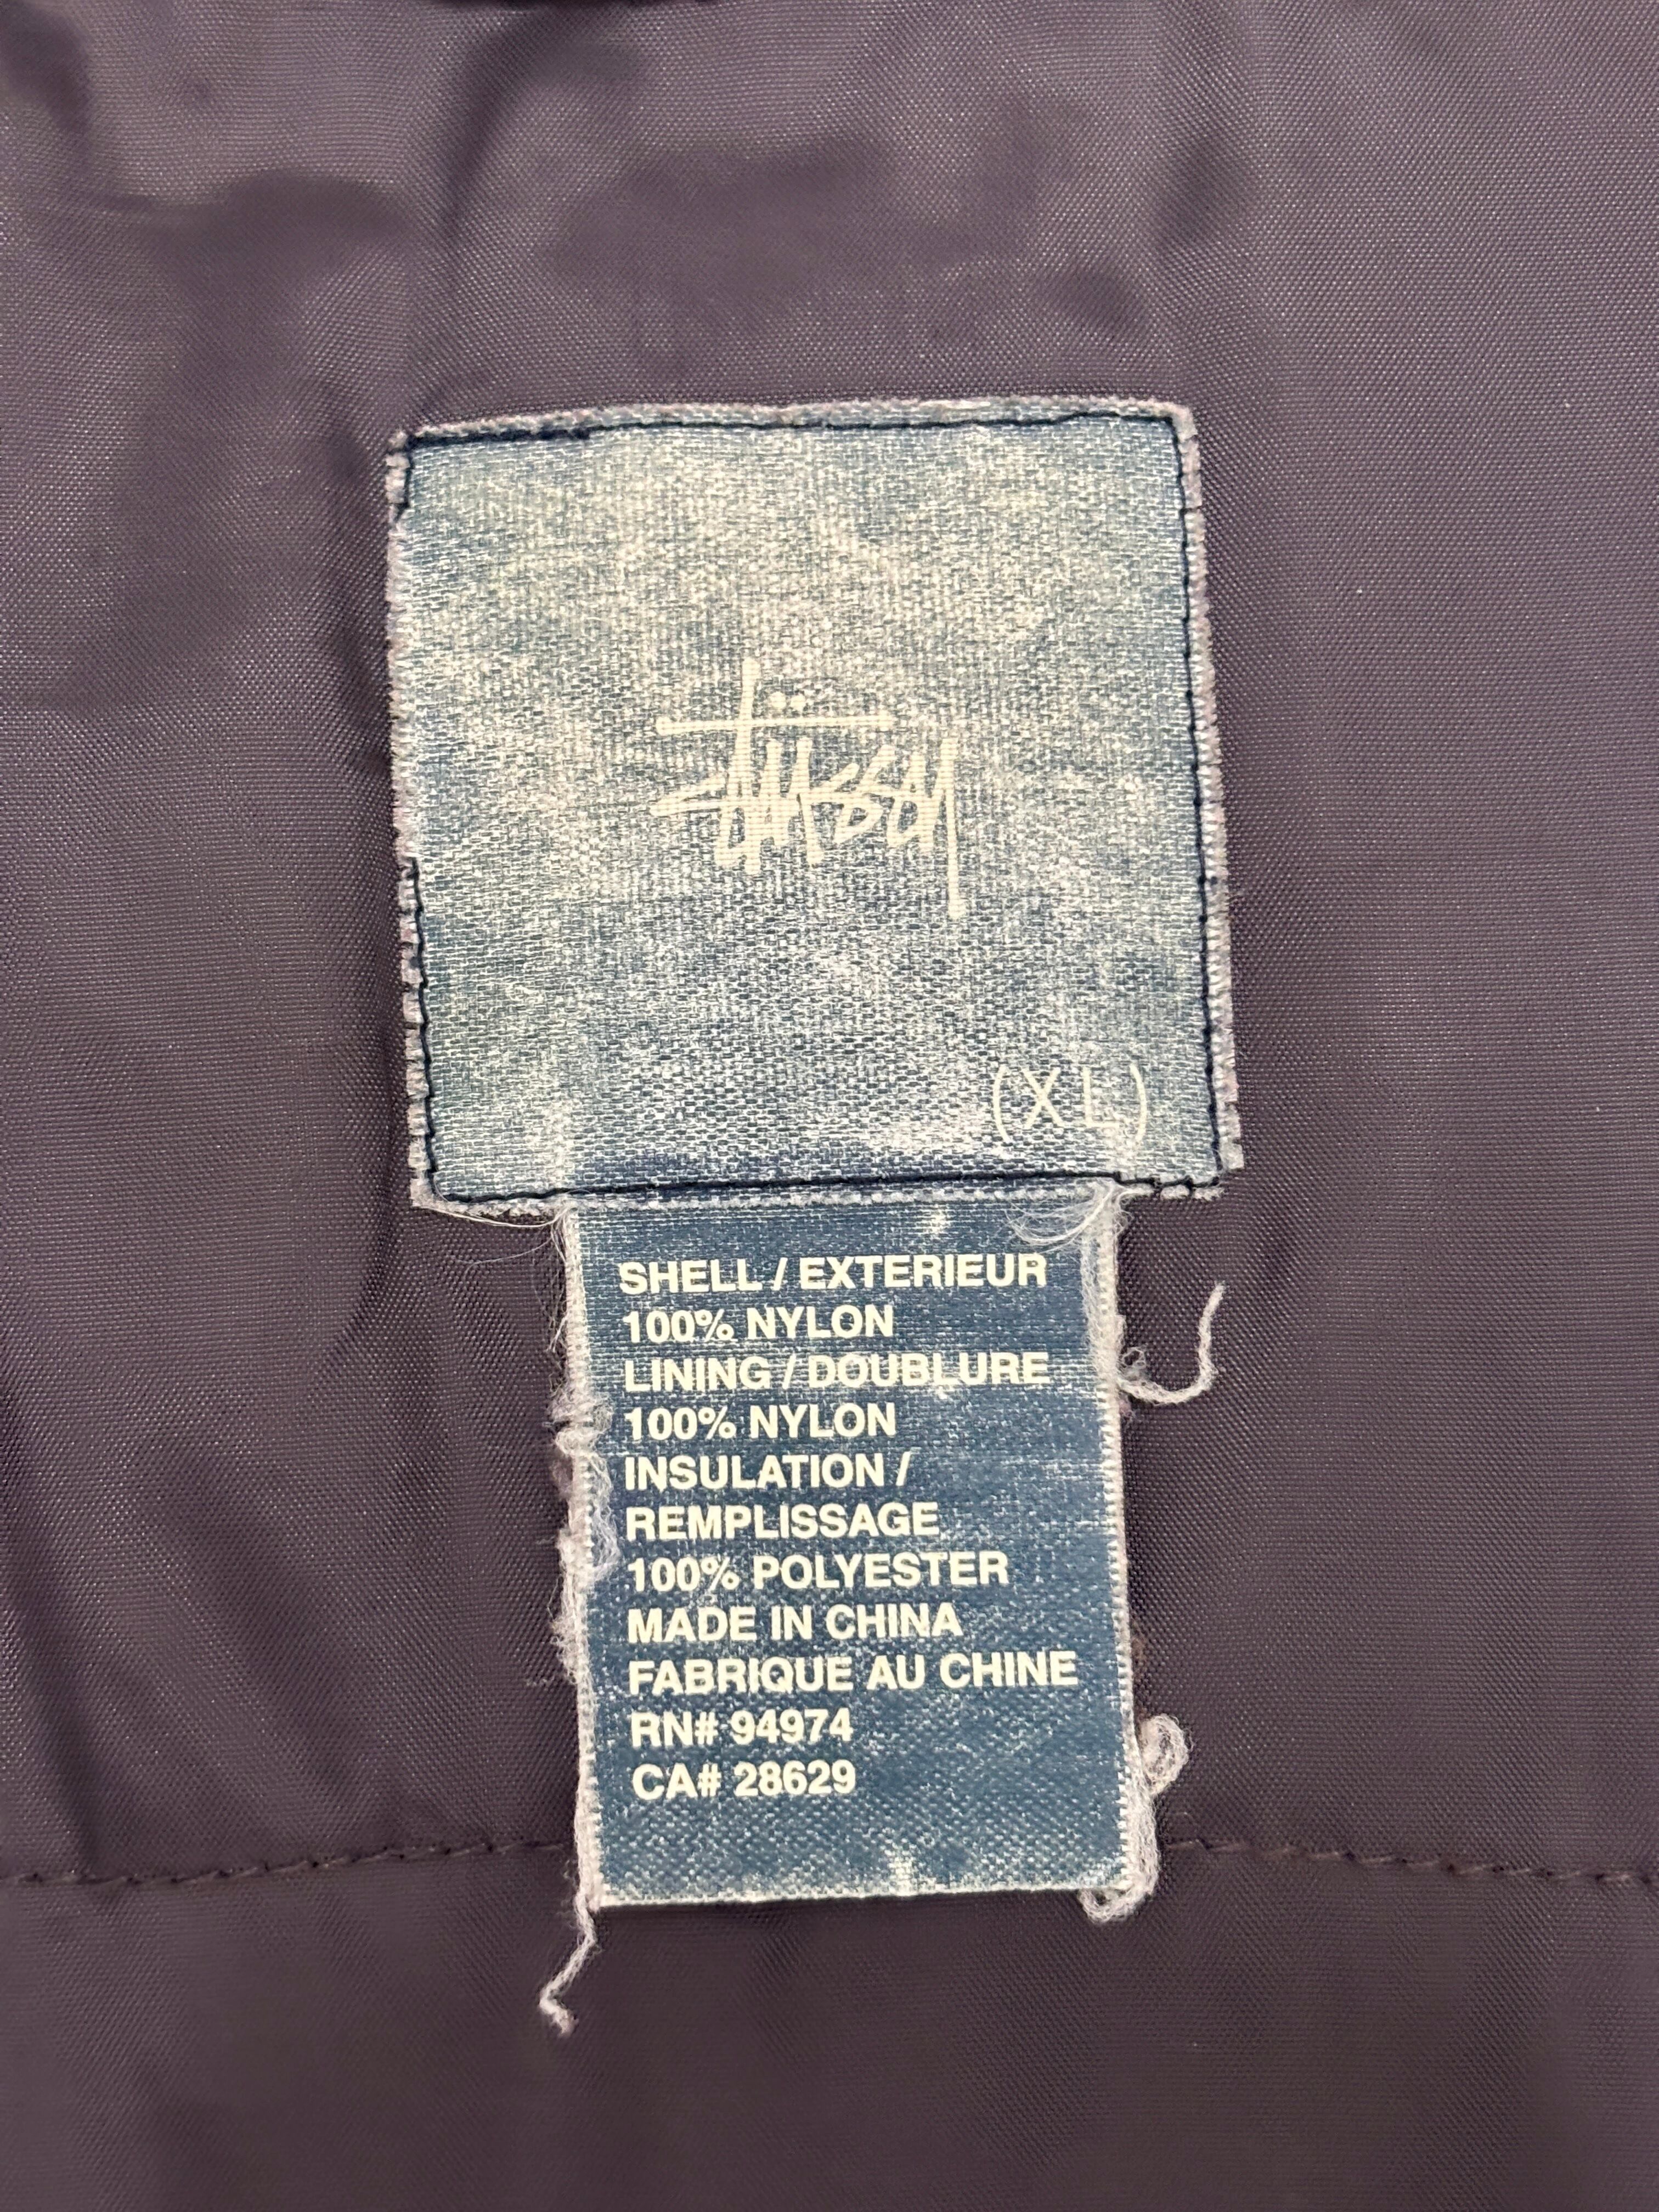 Stüssy
(XL)
SHELL / EXTERIEUR
100% NYLON
LINING / DOUBLURE
100% NYLON
INSULATION /
REMPLISSAGE
100% POLYESTER
MADE IN CHINA
FABRIQUE AU CHINE
RN# 94974
CA# 28629